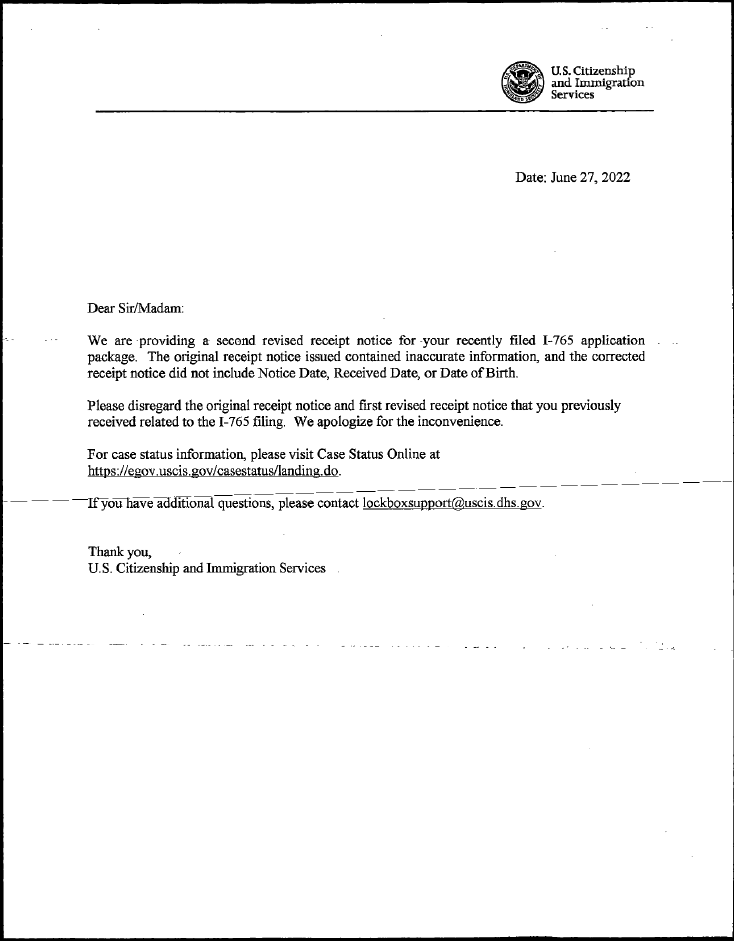 U.S. Citizenship
and Immigration
Services
Date: June 27, 2022
Dear Sir/Madam:
We are providing a second revised receipt notice for your recently filed I-765 application
package. The original receipt notice issued contained inaccurate information, and the corrected
receipt notice did not include Notice Date, Received Date, or Date of Birth.
Please disregard the original receipt notice and first revised receipt notice that you previously
received related to the I-765 filing. We apologize for the inconvenience.
For case status information, please visit Case Status Online at
https://egov.uscis.gov/casestatus/landing.do.
If you have additional questions, please contact lockboxsupport@uscis.dhs.gov.
Thank you,
U.S. Citizenship and Immigration Services